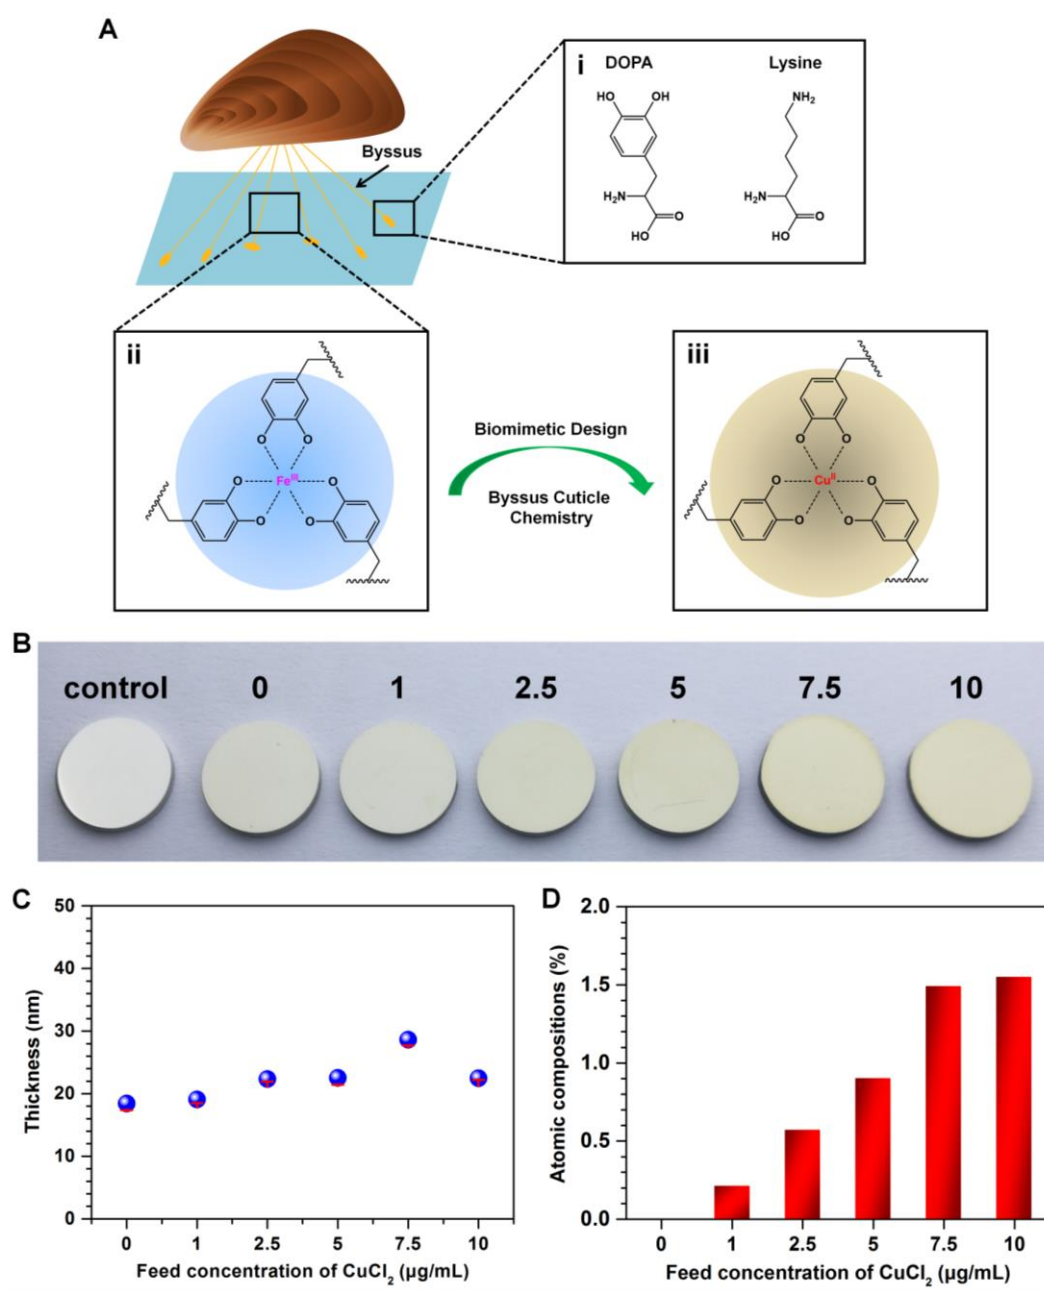 A
Byssus
i
DOPA
Lysine
HO
OH
NH₂
H₂N
O
HO
H₂N
O
HO
ii
O
O
O
Feᴵᴵᴵ
O
O
O
Biomimetic Design
Byssus Cuticle
Chemistry
iii
O
O
O
Cuᴵᴵ
O
O
O
B
control 0 1 2.5 5 7.5 10
C
Thickness (nm)
50
40
30
20
10
0
0 1 2.5 5 7.5 10
Feed concentration of CuCl₂ (μg/mL)
D
Atomic compositions (%)
2.0
1.5
1.0
0.5
0.0
0 1 2.5 5 7.5 10
Feed concentration of CuCl₂ (μg/mL)